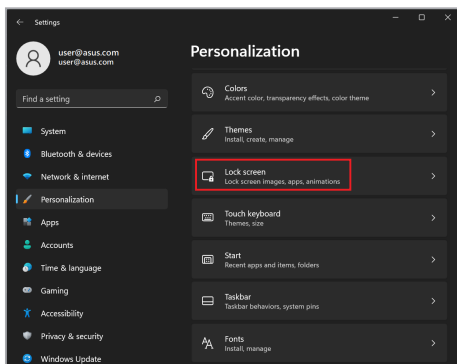 Settings
user@asus.com
user@asus.com
Find a setting
System
Bluetooth & devices
Network & internet
Personalization
Apps
Accounts
Time & language
Gaming
Accessibility
Privacy & security
Windows Update
Personalization
Colors
Accent color, transparency effects, color theme
Themes
Install, create, manage
Lock screen
Lock screen images, apps, animations
Touch keyboard
Themes, size
Start
Recent apps and items, folders
Taskbar
Taskbar behaviors, system pins
Fonts
Install, manage